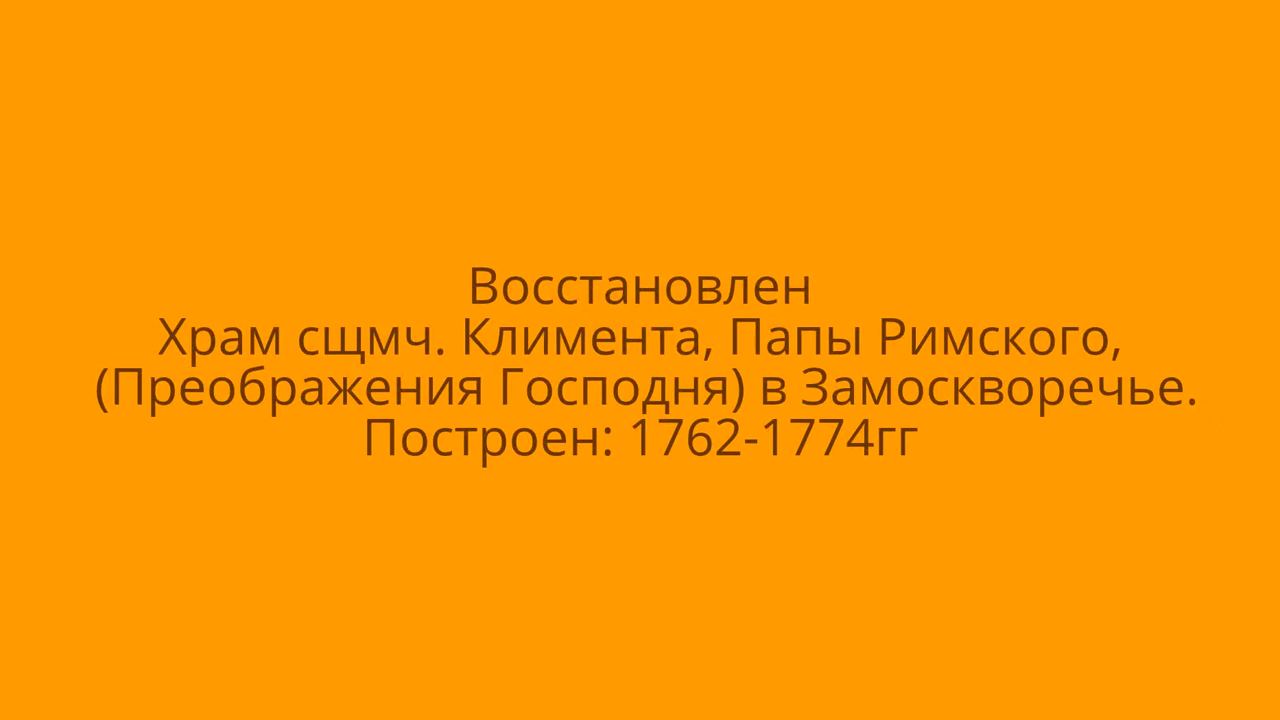 Восстановлен
Храм сщмч. Климента, Папы Римского,
(Преображения Господня) в Замоскворечье.
Построен: 1762-1774гг